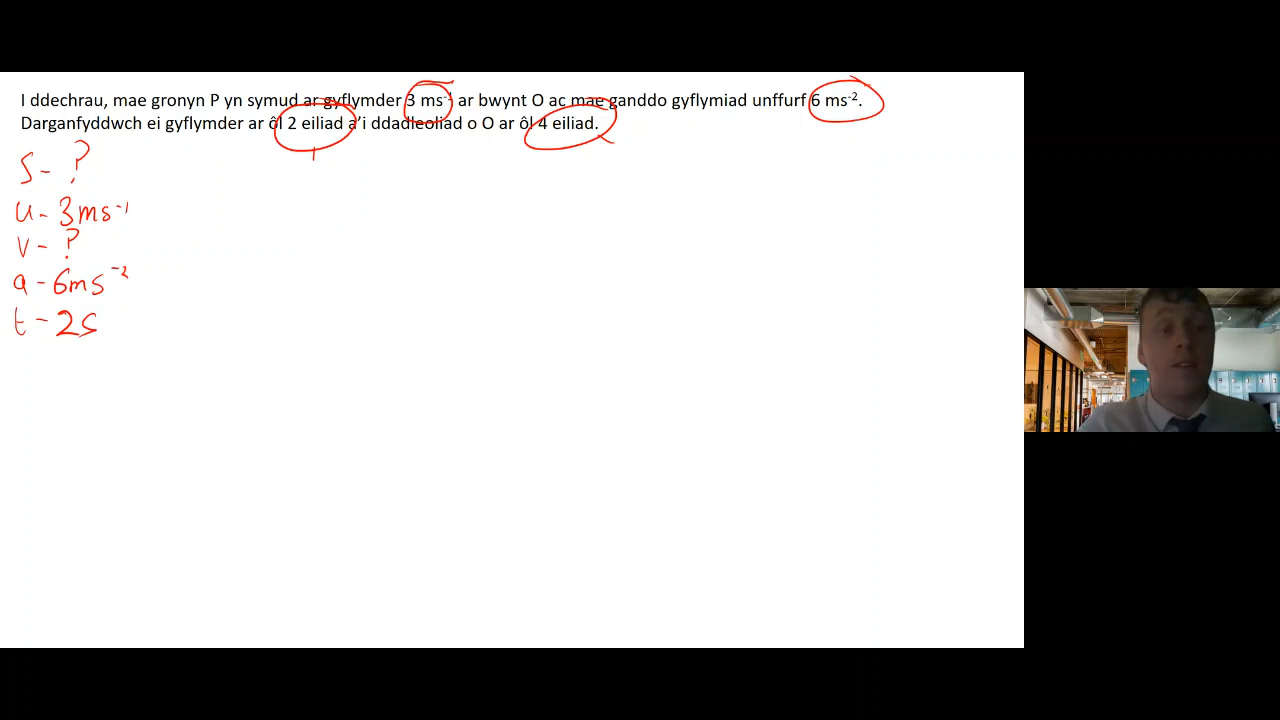 I ddechrau, mae gronyn P yn symud ar gyflymder 3 ms⁻¹ ar bwynt O ac mae ganddo gyflymiad unffurf 6 ms⁻².
Darganfyddwch ei gyflymder ar ôl 2 eiliad a'i ddadleoliad o O ar ôl 4 eiliad.
S - ?
u - 3ms⁻¹
v - ?
a - 6ms⁻²
t - 2s